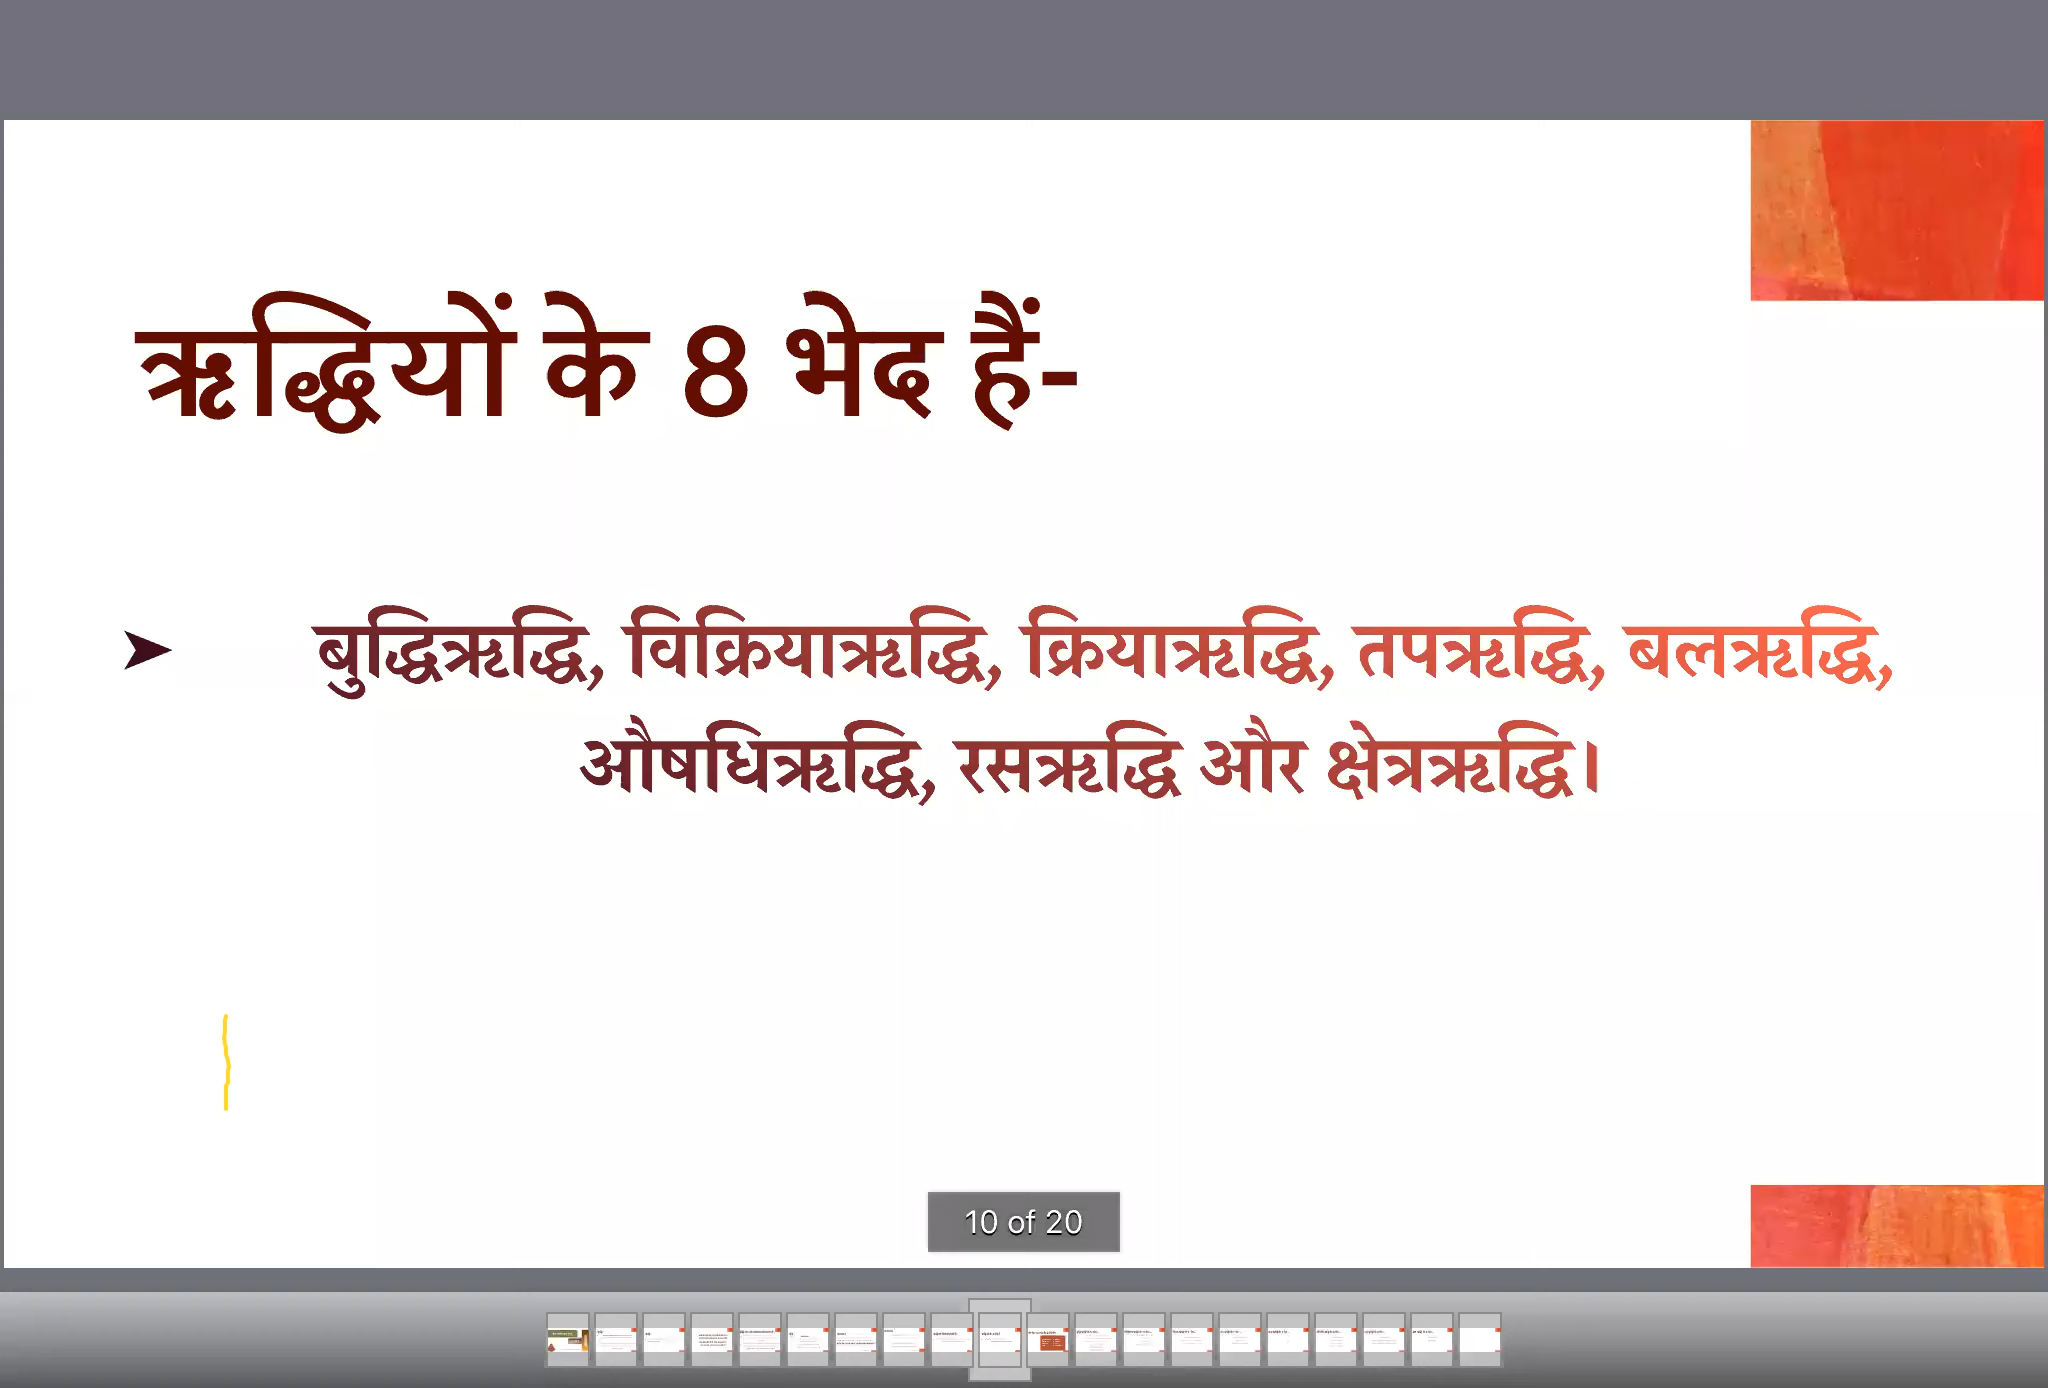 ऋद्धियों के 8 भेद हैं-
➤ बुद्धिऋद्धि, विक्रियाऋद्धि, क्रियाऋद्धि, तपऋद्धि, बलऋद्धि,
औषधिऋद्धि, रसऋद्धि और क्षेत्रऋद्धि।
10 of 20